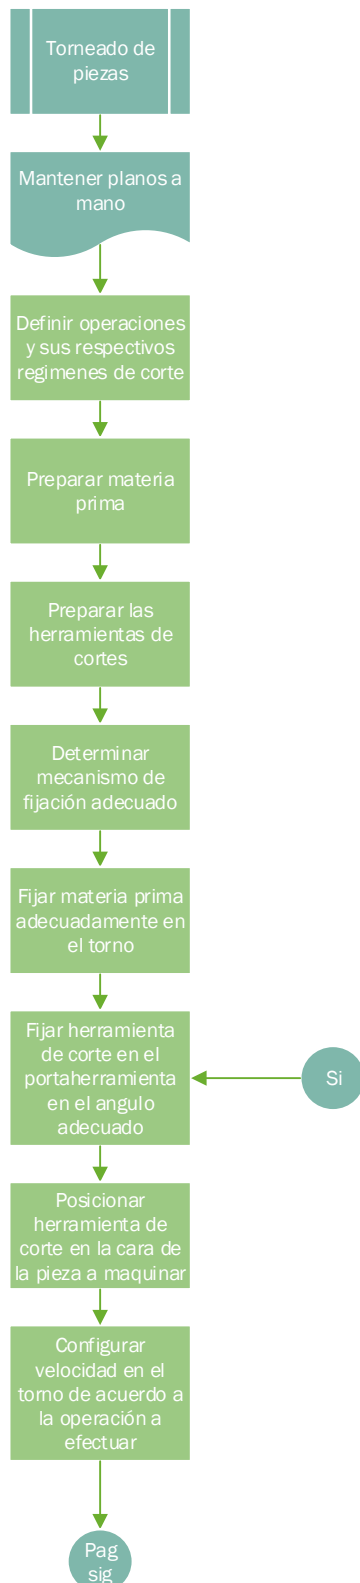 Torneado de
piezas
Mantener planos a
mano
Definir operaciones
y sus respectivos
regimenes de corte
Preparar materia
prima
Preparar las
herramientas de
cortes
Determinar
mecanismo de
fijación adecuado
Fijar materia prima
adecuadamente en
el torno
Fijar herramienta
de corte en el
portaherramienta
en el angulo
adecuado
Si
Posicionar
herramienta de
corte en la cara de
la pieza a maquinar
Configurar
velocidad en el
torno de acuerdo a
la operación a
efectuar
Pag
sig